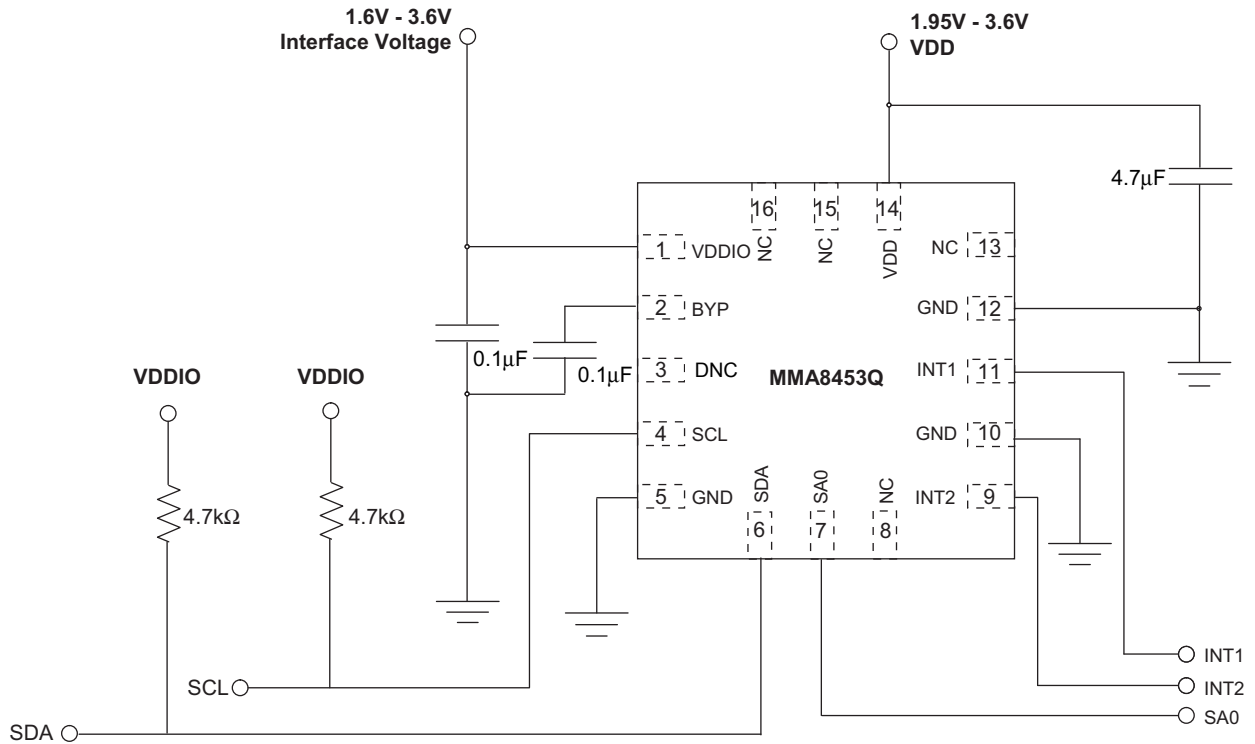 1.6V - 3.6V
Interface Voltage
1.95V - 3.6V
VDD
4.7μF
16
15
14
NC
NC
VDD
1
VDDIO
NC
13
2
BYP
GND
12
0.1μF
0.1μF
3
DNC
MMA8453Q
INT1
11
VDDIO
VDDIO
4
SCL
GND
10
5
GND
SDA
SA0
NC
INT2
9
6
7
8
4.7kΩ
4.7kΩ
INT1
SCL
INT2
SA0
SDA